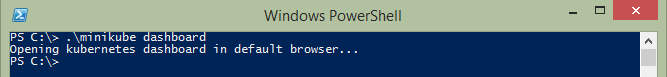 Windows PowerShell
PS C:\> .\minikube dashboard
Opening kubernetes dashboard in default browser...
PS C:\>